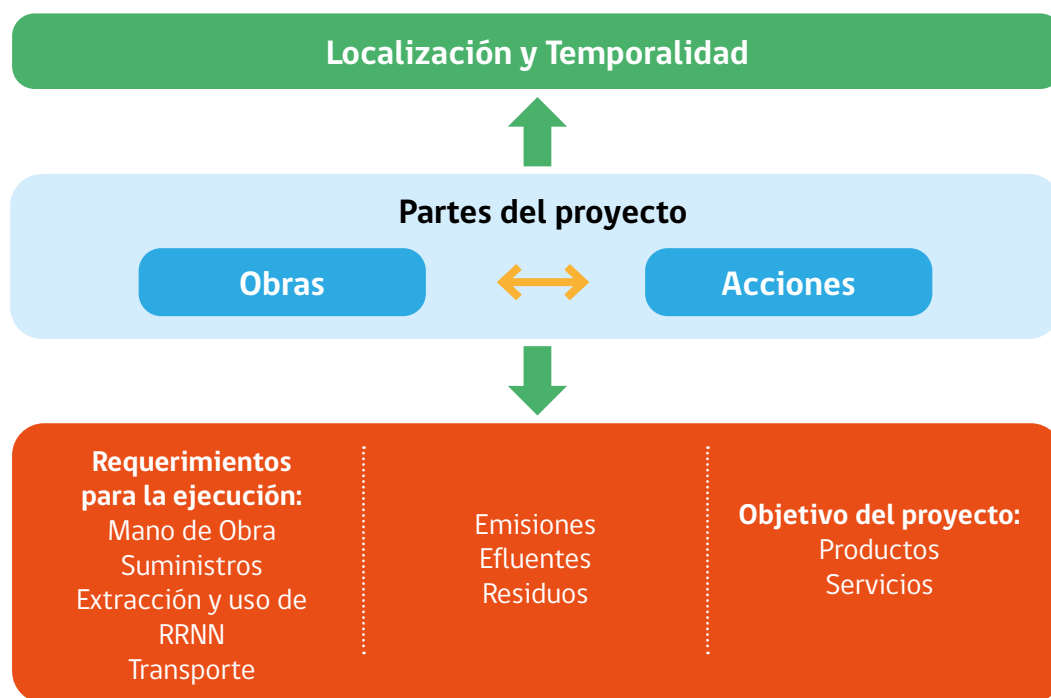 Localización y Temporalidad
Partes del proyecto
Obras
Acciones
Requerimientos
para la ejecución:
Mano de Obra
Suministros
Extracción y uso de
RRNN
Transporte
Emisiones
Efluentes
Residuos
Objetivo del proyecto:
Productos
Servicios